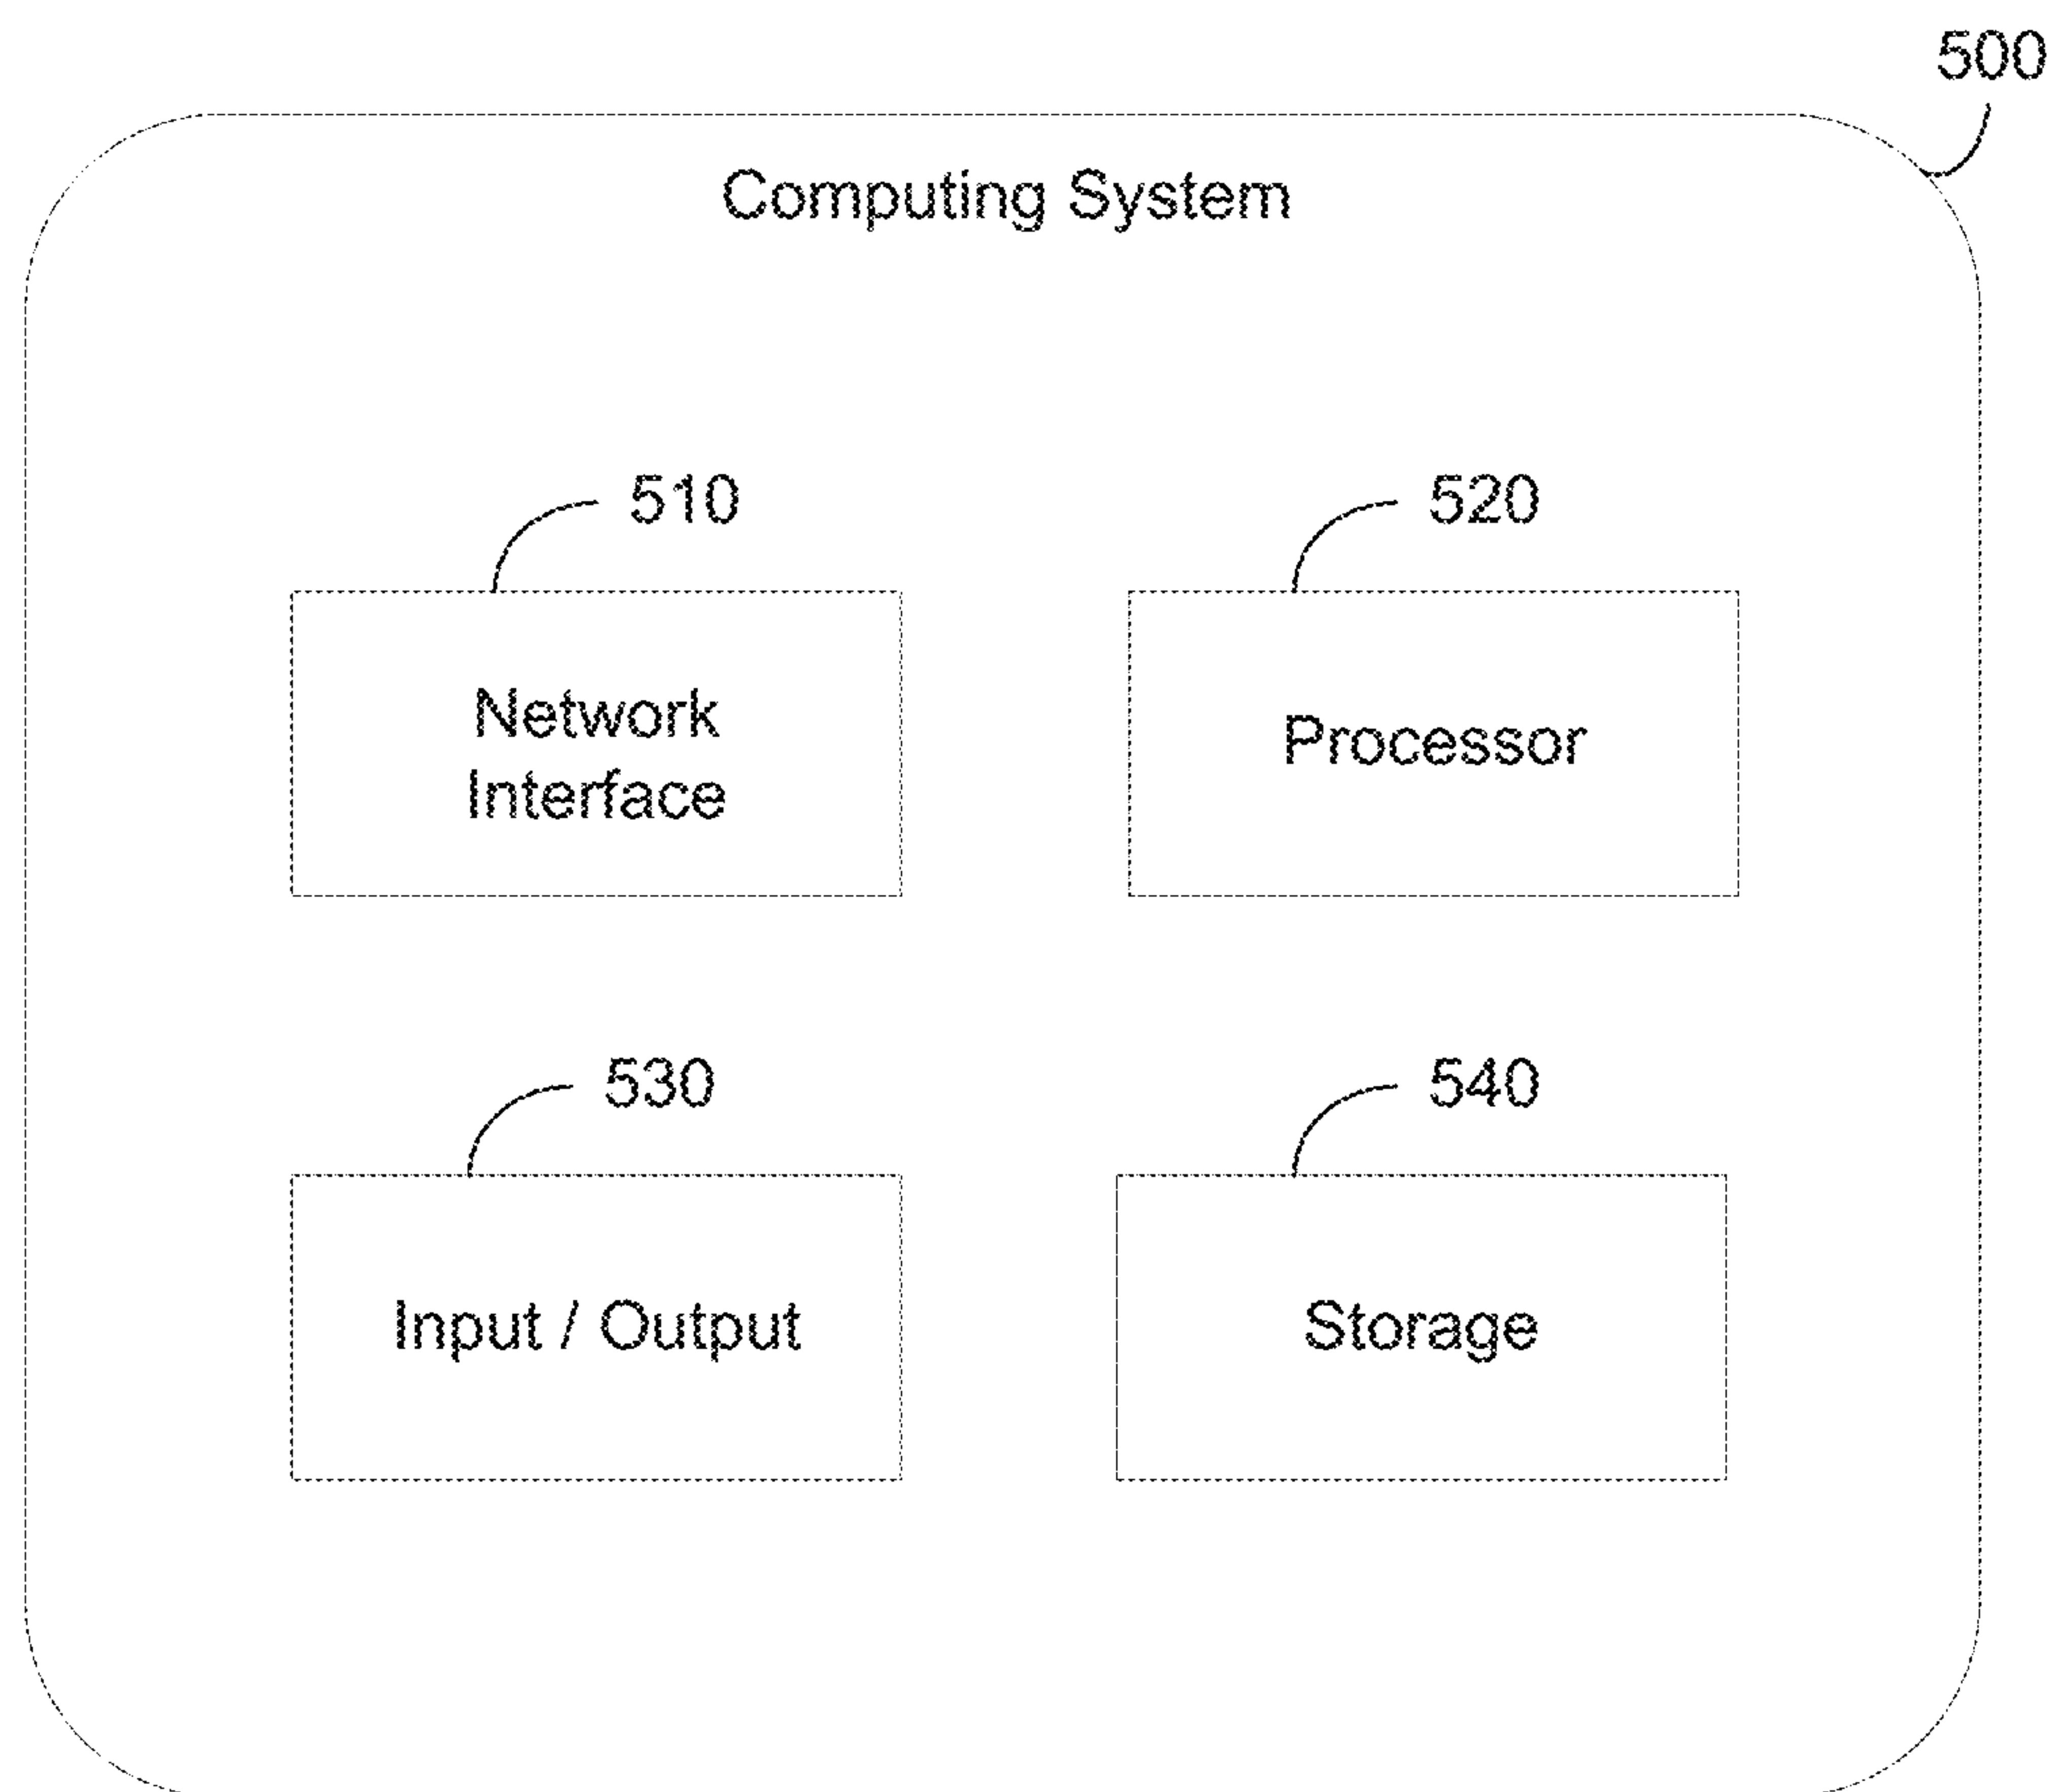 500
Computing System
510
520
Network
Interface
Processor
530
540
Input / Output
Storage